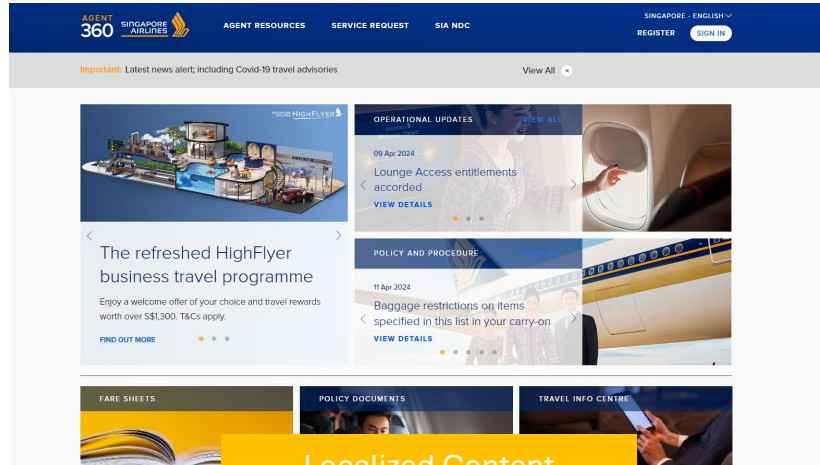 AGENT
360
SINGAPORE
AIRLINES
AGENT RESOURCES
SERVICE REQUEST
SIA NDC
SINGAPORE - ENGLISH
REGISTER
SIGN IN
Important: Latest news alert; including Covid-19 travel advisories
View All
HIGHFLYER
The refreshed HighFlyer
business travel programme
Enjoy a welcome offer of your choice and travel rewards
worth over S$1,300. T&Cs apply.
FIND OUT MORE
OPERATIONAL UPDATES
VIEW ALL
09 Apr 2024
Lounge Access entitlements
accorded
VIEW DETAILS
POLICY AND PROCEDURE
VIEW ALL
11 Apr 2024
Baggage restrictions on items
specified in this list in your carry-on
VIEW DETAILS
FARE SHEETS
POLICY DOCUMENTS
TRAVEL INFO CENTRE
Localized Content